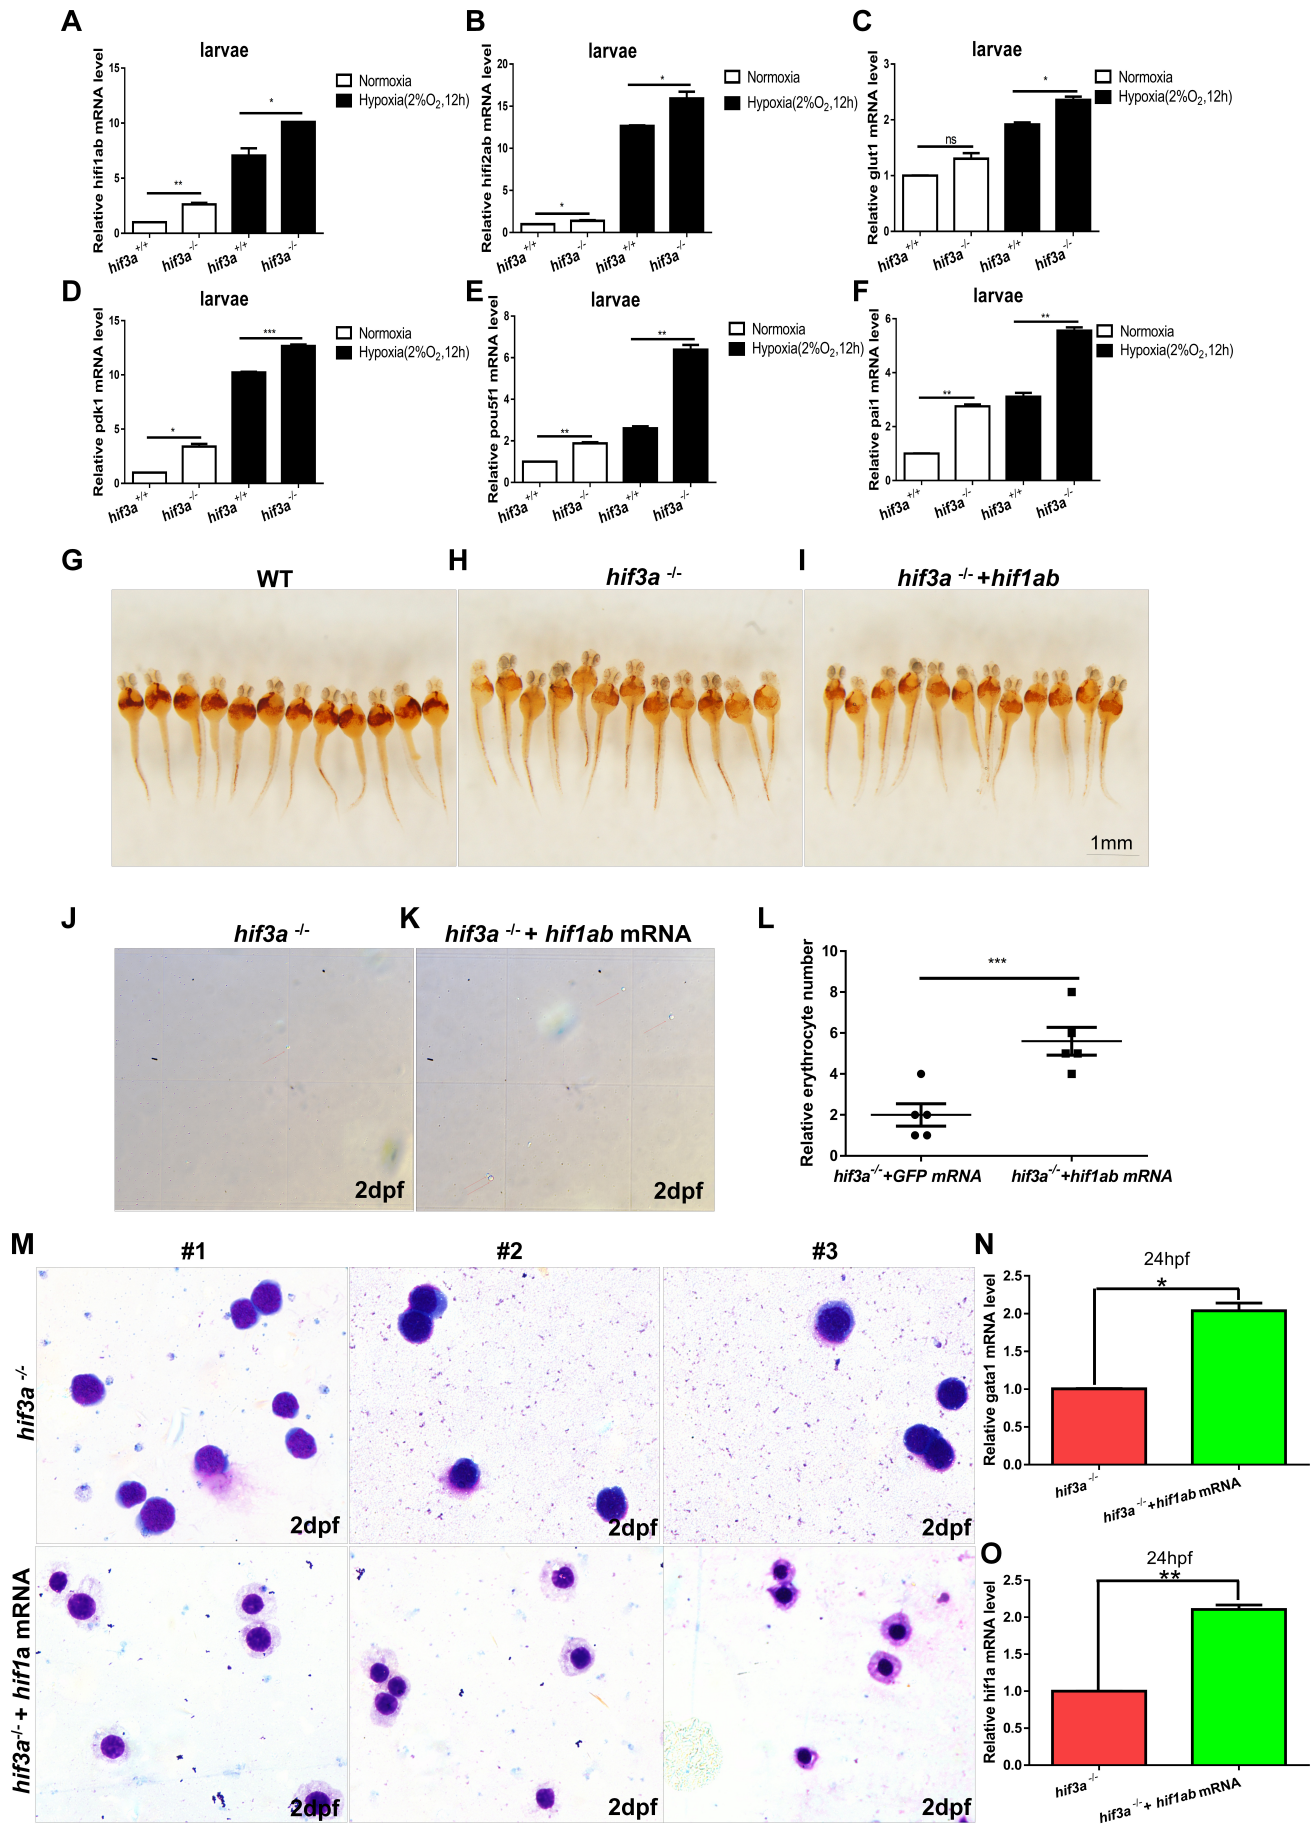 A
larvae
Relative hifi1ab mRNA level
15
10
5
0
**
*
hif3a+/+
hif3a-/-
hif3a+/+
hif3a-/-
Normoxia
Hypoxia(2%O2,12h)
B
larvae
Relative hifi2ab mRNA level
20
15
10
5
0
*
*
hif3a+/+
hif3a-/-
hif3a+/+
hif3a-/-
Normoxia
Hypoxia(2%O2,12h)
C
larvae
Relative glut1 mRNA level
3
2
1
0
ns
*
hif3a+/+
hif3a-/-
hif3a+/+
hif3a-/-
Normoxia
Hypoxia(2%O2,12h)
D
larvae
Relative pdk1 mRNA level
15
10
5
0
*
***
hif3a+/+
hif3a-/-
hif3a+/+
hif3a-/-
Normoxia
Hypoxia(2%O2,12h)
E
larvae
Relative pou5f1 mRNA level
8
6
4
2
0
**
**
hif3a+/+
hif3a-/-
hif3a+/+
hif3a-/-
Normoxia
Hypoxia(2%O2,12h)
F
larvae
Relative pai1 mRNA level
6
4
2
0
**
**
hif3a+/+
hif3a-/-
hif3a+/+
hif3a-/-
Normoxia
Hypoxia(2%O2,12h)
G
WT
H
hif3a -/-
I
hif3a -/- +hif1ab
1mm
J
hif3a -/-
2dpf
K
hif3a -/- + hif1ab mRNA
2dpf
L
Relative erythrocyte number
10
8
6
4
2
0
***
hif3a-/-+GFP mRNA
hif3a-/-+hif1ab mRNA
M
#1
#2
#3
hif3a -/-
2dpf
2dpf
2dpf
hif3a-/- + hif1a mRNA
2dpf
2dpf
2dpf
N
24hpf
Relative gata1 mRNA level
2.5
2.0
1.5
1.0
0.5
0.0
*
hif3a -/-
hif3a -/-+hif1ab mRNA
O
24hpf
Relative hif1a mRNA level
2.5
2.0
1.5
1.0
0.5
0.0
**
hif3a -/-
hif3a -/-+ hif1ab mRNA